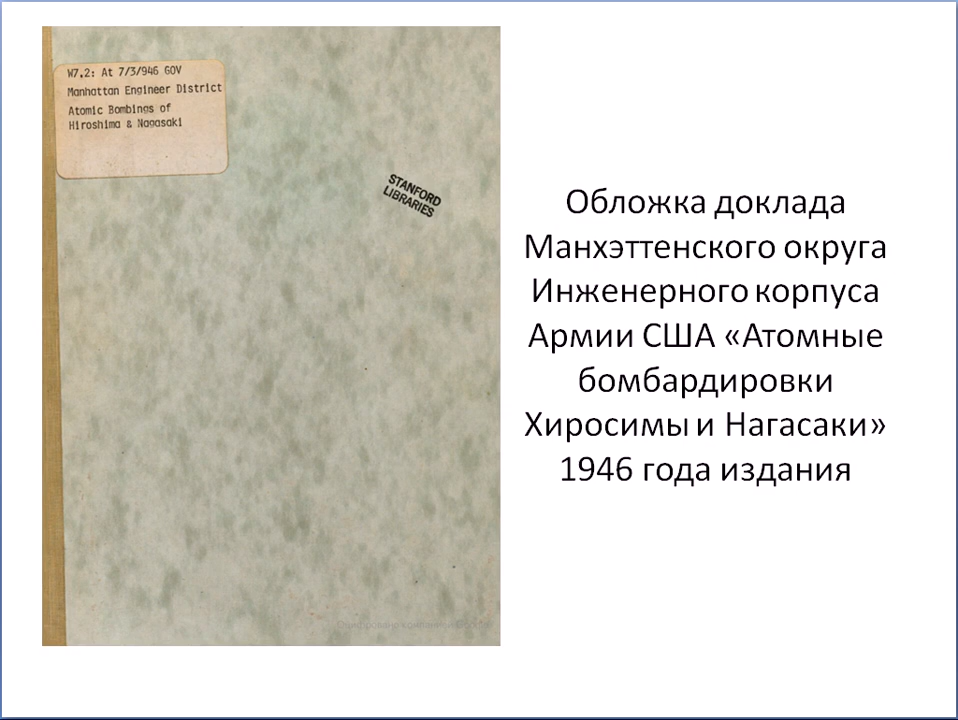 W7.2: At 7/3/946 GOV
Manhattan Engineer District
Atomic Bombings of
Hiroshima & Nagasaki
STANFORD
LIBRARIES
Обложка доклада
Манхэттенского округа
Инженерного корпуса
Армии США «Атомные
бомбардировки
Хиросимы и Нагасаки»
1946 года издания